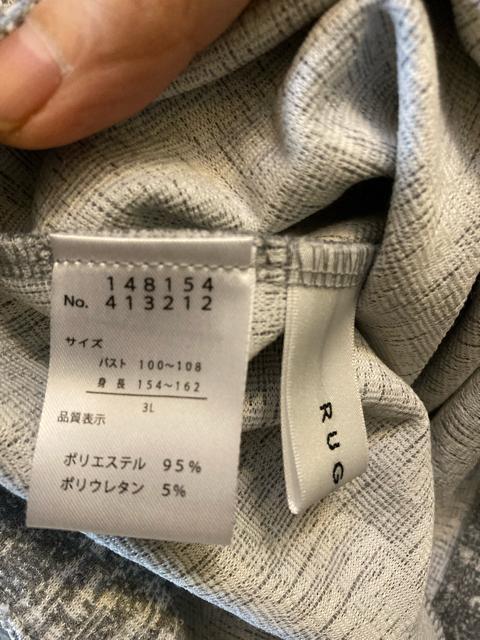 148154
No. 413212
サイズ
バスト 100～108
身長 154～162
3L
品質表示
ポリエステル 95%
ポリウレタン 5%
RUG